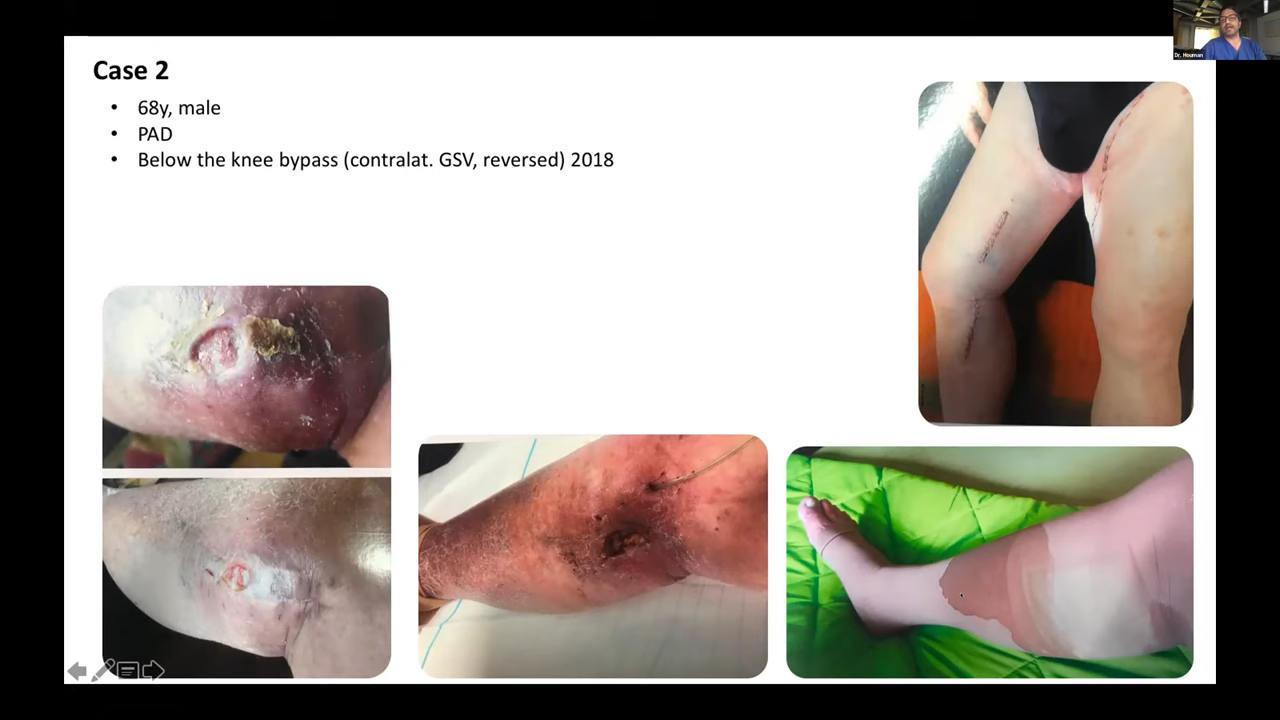 Case 2
• 68y, male
• PAD
• Below the knee bypass (contralat. GSV, reversed) 2018
Dr. Houman